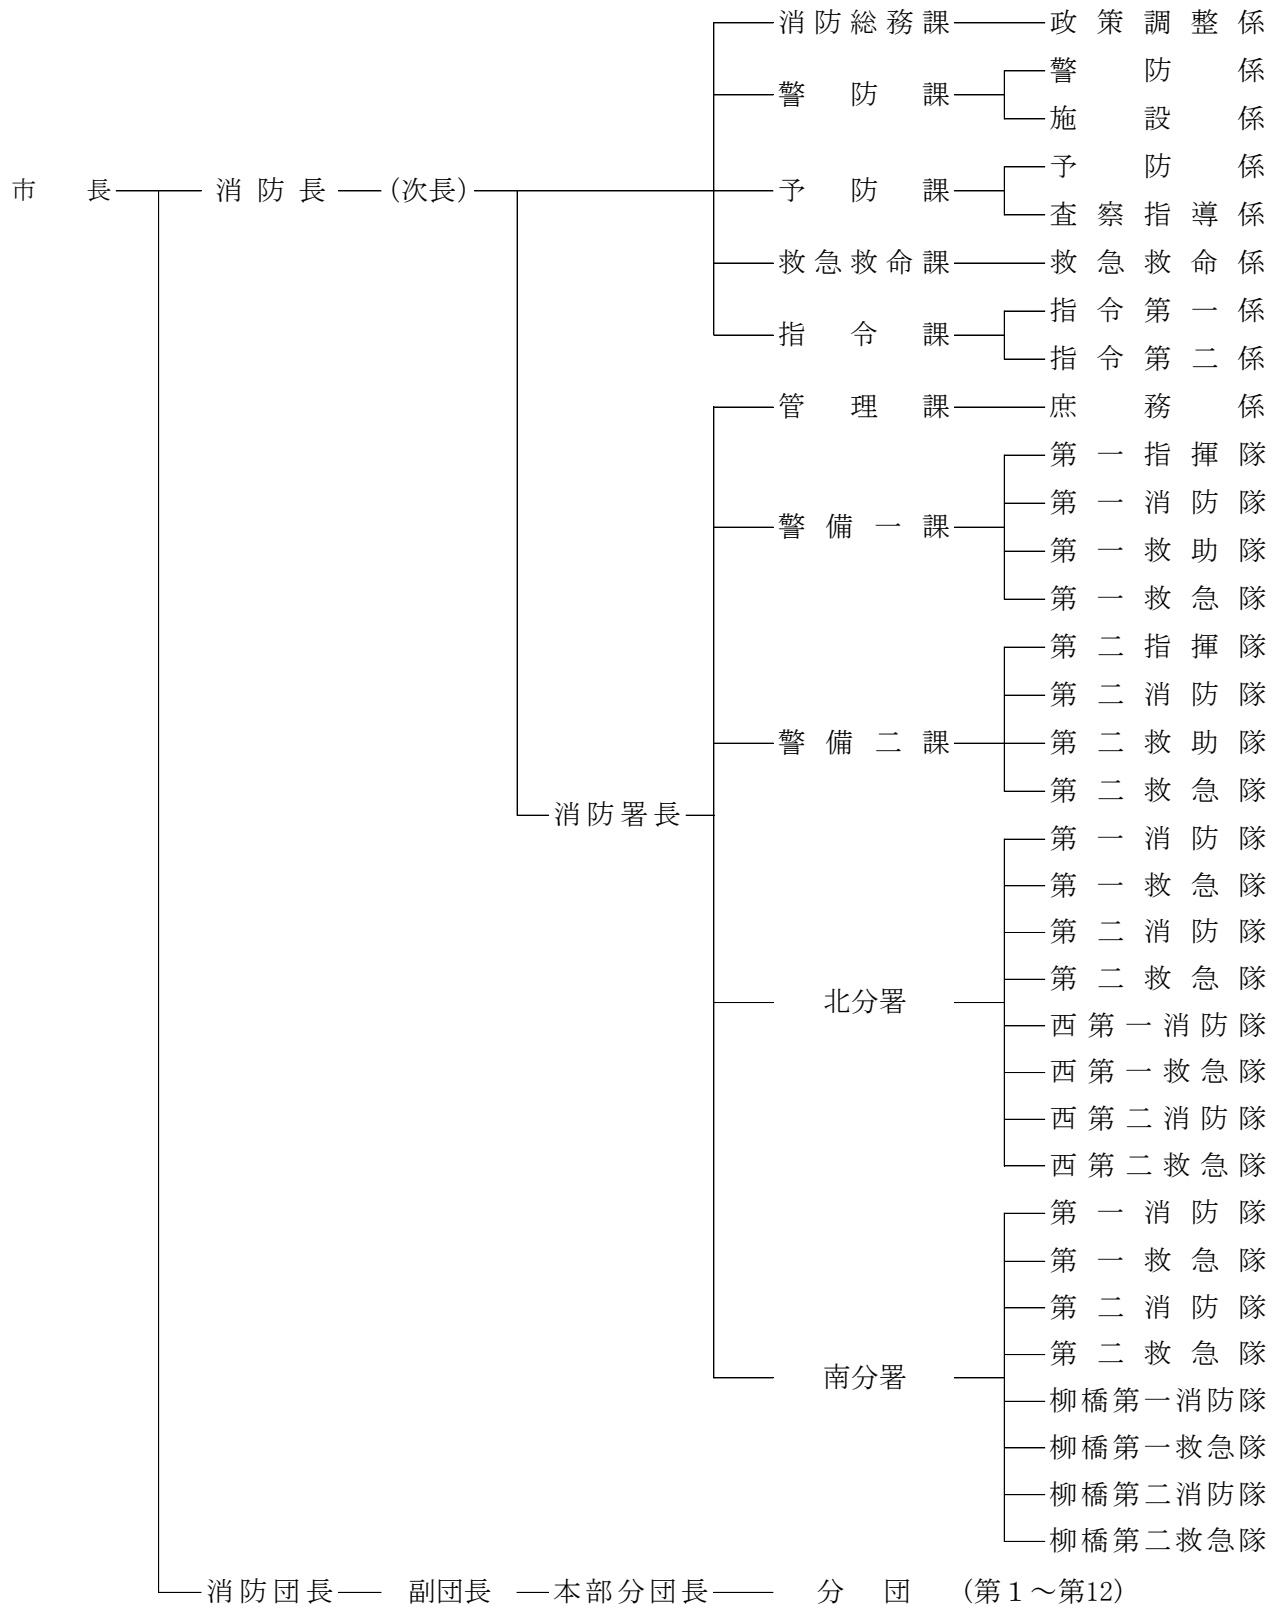 消防総務課 政策調整係
警防係
警防課
施設係
予防係
市長 消防長 (次長) 予防課
査察指導係
救急救命課 救急救命係
指令第一係
指令課
指令第二係
管理課 庶務係
第一指揮隊
第一消防隊
警備一課
第一救助隊
第一救急隊
第二指揮隊
第二消防隊
警備二課 第二救助隊
第二救急隊
消防署長
第一消防隊
第一救急隊
第二消防隊
第二救急隊
北分署
西第一消防隊
西第一救急隊
西第二消防隊
西第二救急隊
第一消防隊
第一救急隊
第二消防隊
第二救急隊
南分署
柳橋第一消防隊
柳橋第一救急隊
柳橋第二消防隊
柳橋第二救急隊
消防団長 副団長 本部分団長 分団 (第1～第12)